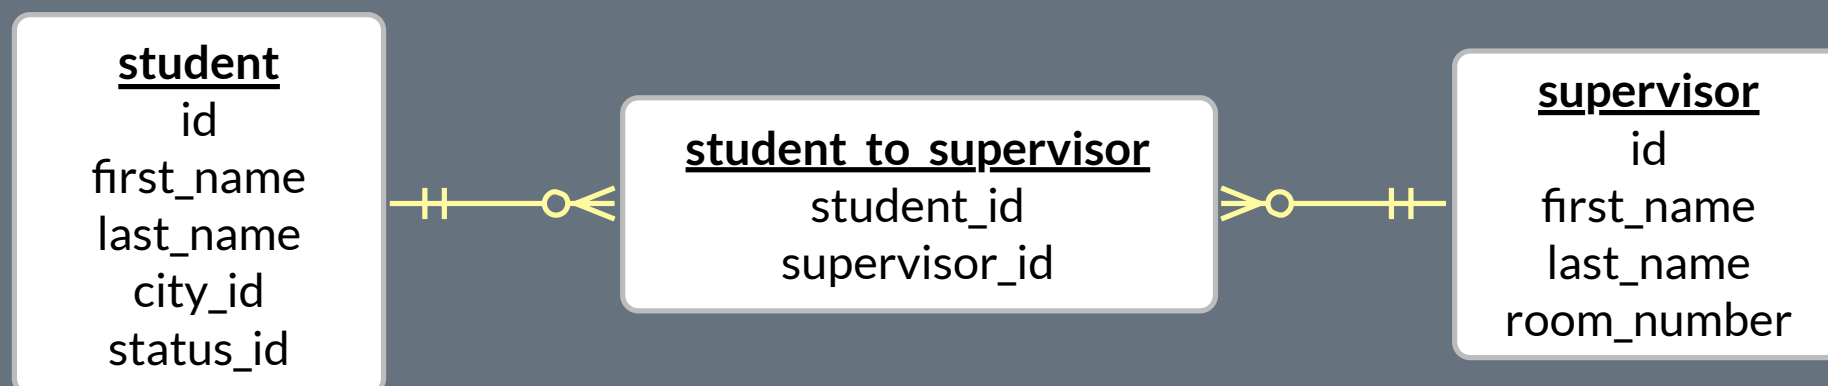 student
id
first_name
last_name
city_id
status_id
student_to_supervisor
student_id
supervisor_id
supervisor
id
first_name
last_name
room_number